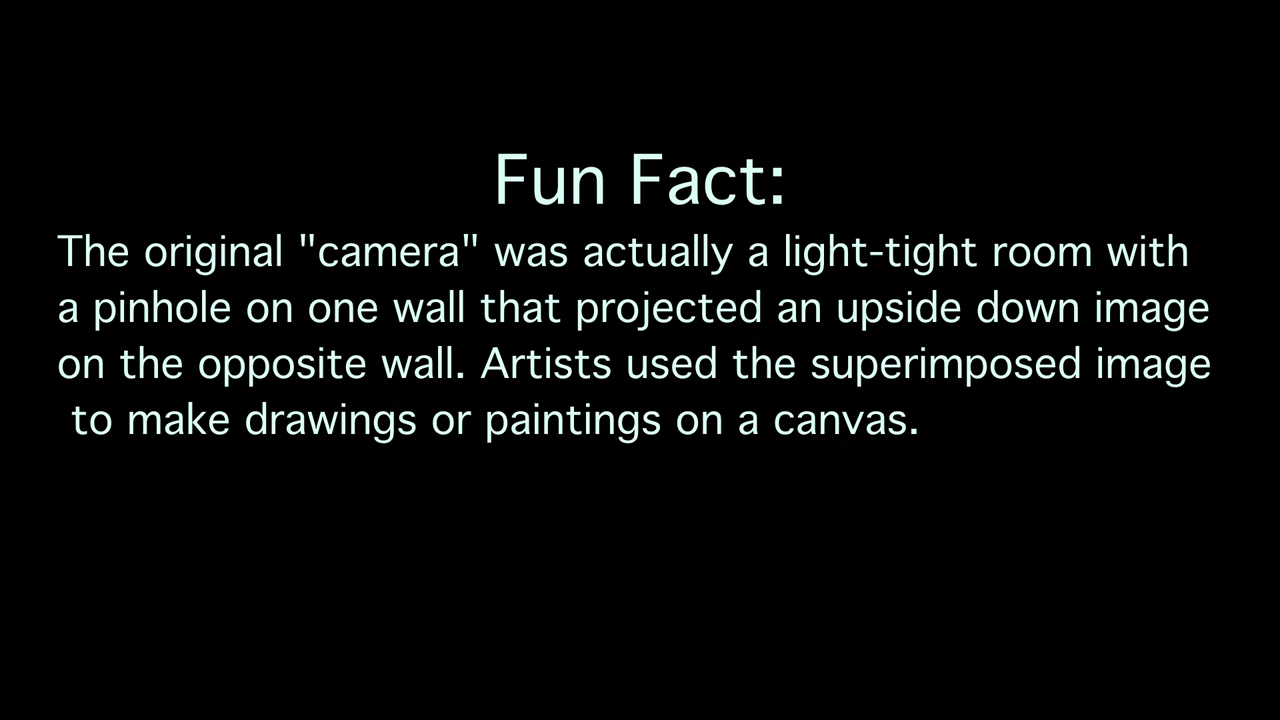 Fun Fact:
The original "camera" was actually a light-tight room with
a pinhole on one wall that projected an upside down image
on the opposite wall. Artists used the superimposed image
to make drawings or paintings on a canvas.